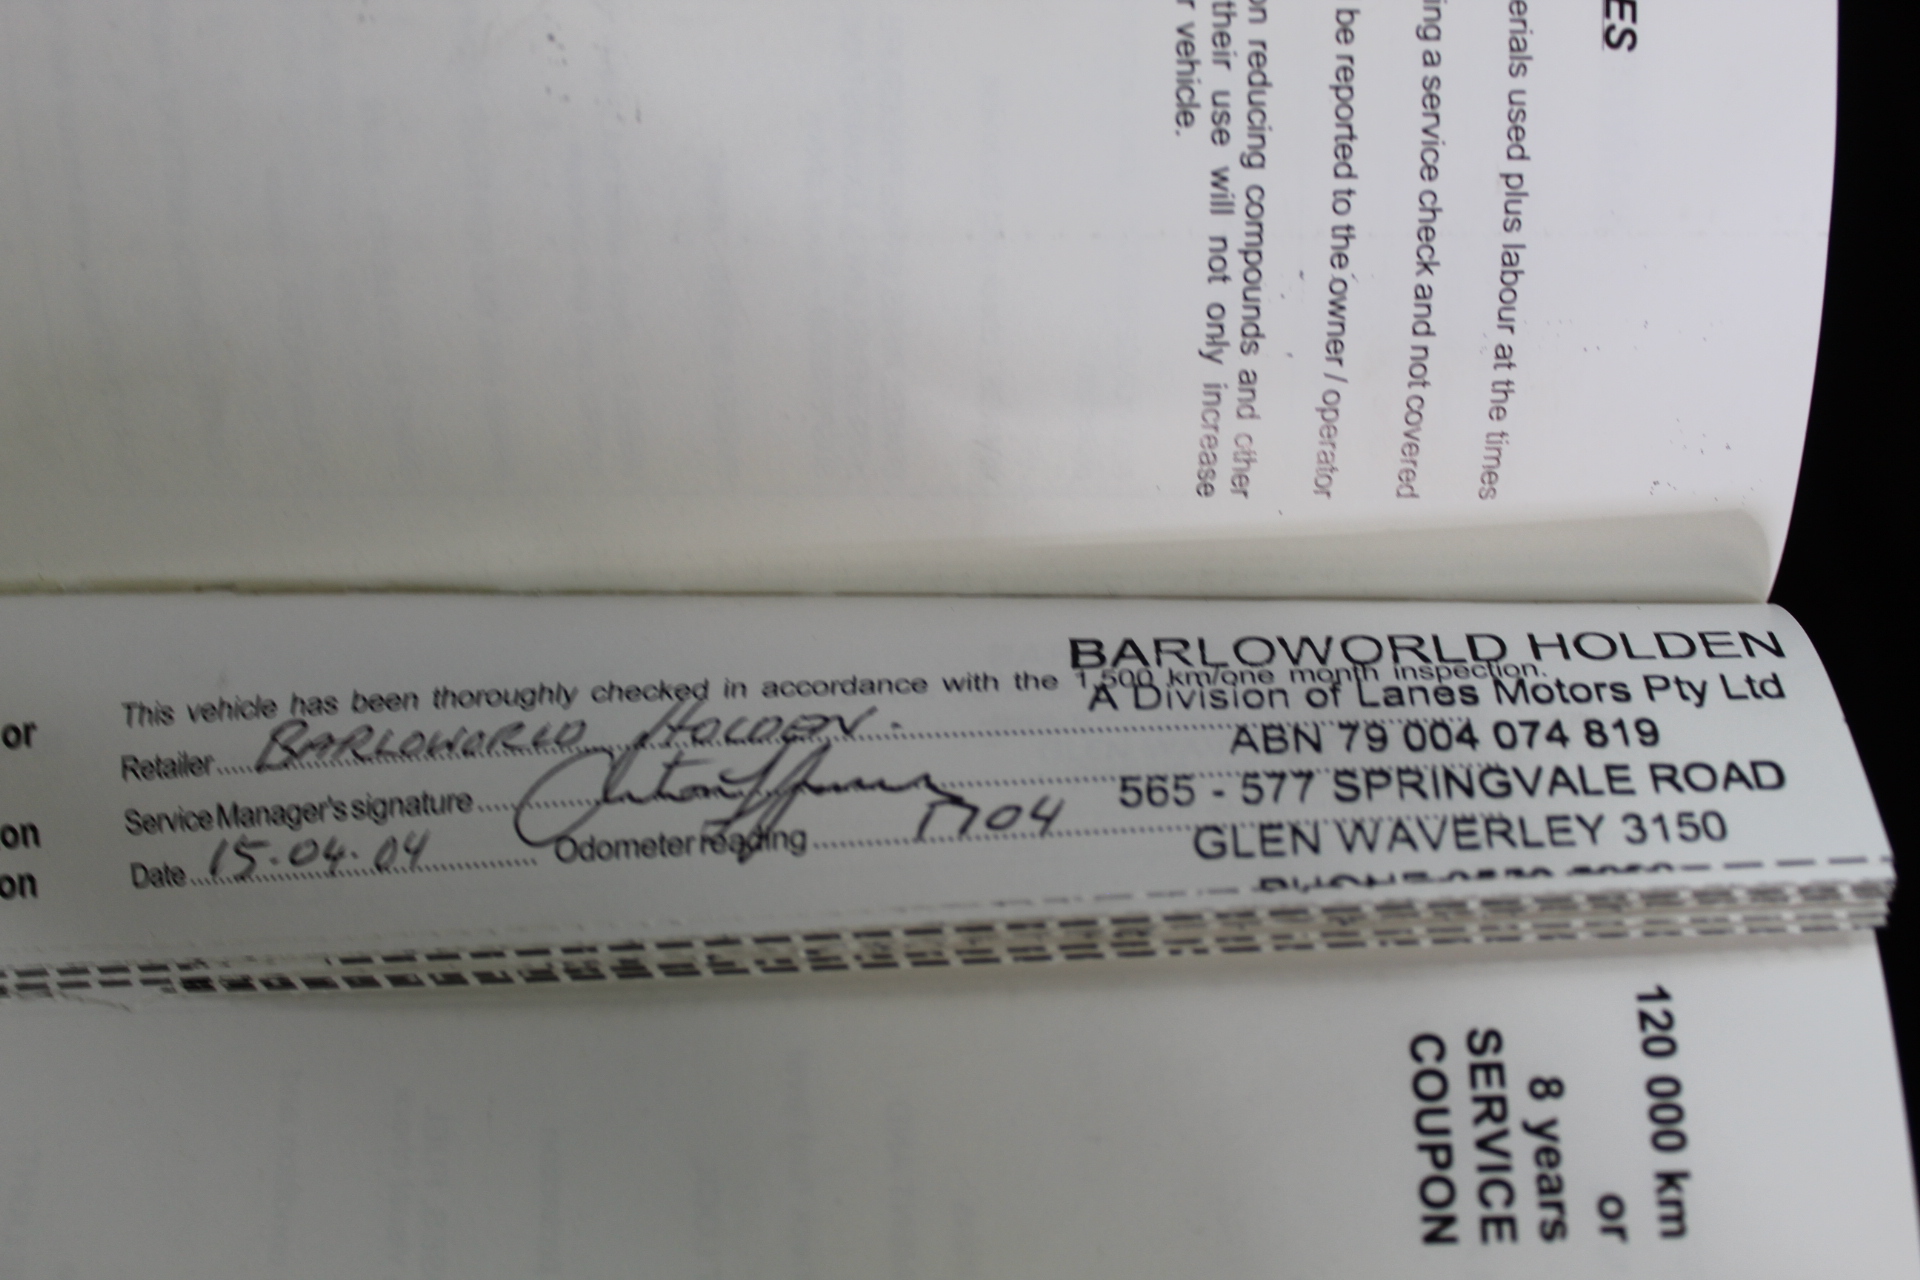 ES
erials used plus labour at the times
ing a service check and not covered
be reported to the owner / operator
on reducing compounds and other
their use will not only increase
r vehicle.
or
on
on
This vehicle has been thoroughly checked in accordance with the 1,500 km/one month inspection.
Retailer BARLOWORLD HOLDEN.
Service Manager's signature
Date 15.04.04 Odometer reading 1704
BARLOWORLD HOLDEN
A Division of Lanes Motors Pty Ltd
ABN 79 004 074 819
565 - 577 SPRINGVALE ROAD
GLEN WAVERLEY 3150
120 000 km
or
8 years
SERVICE
COUPON